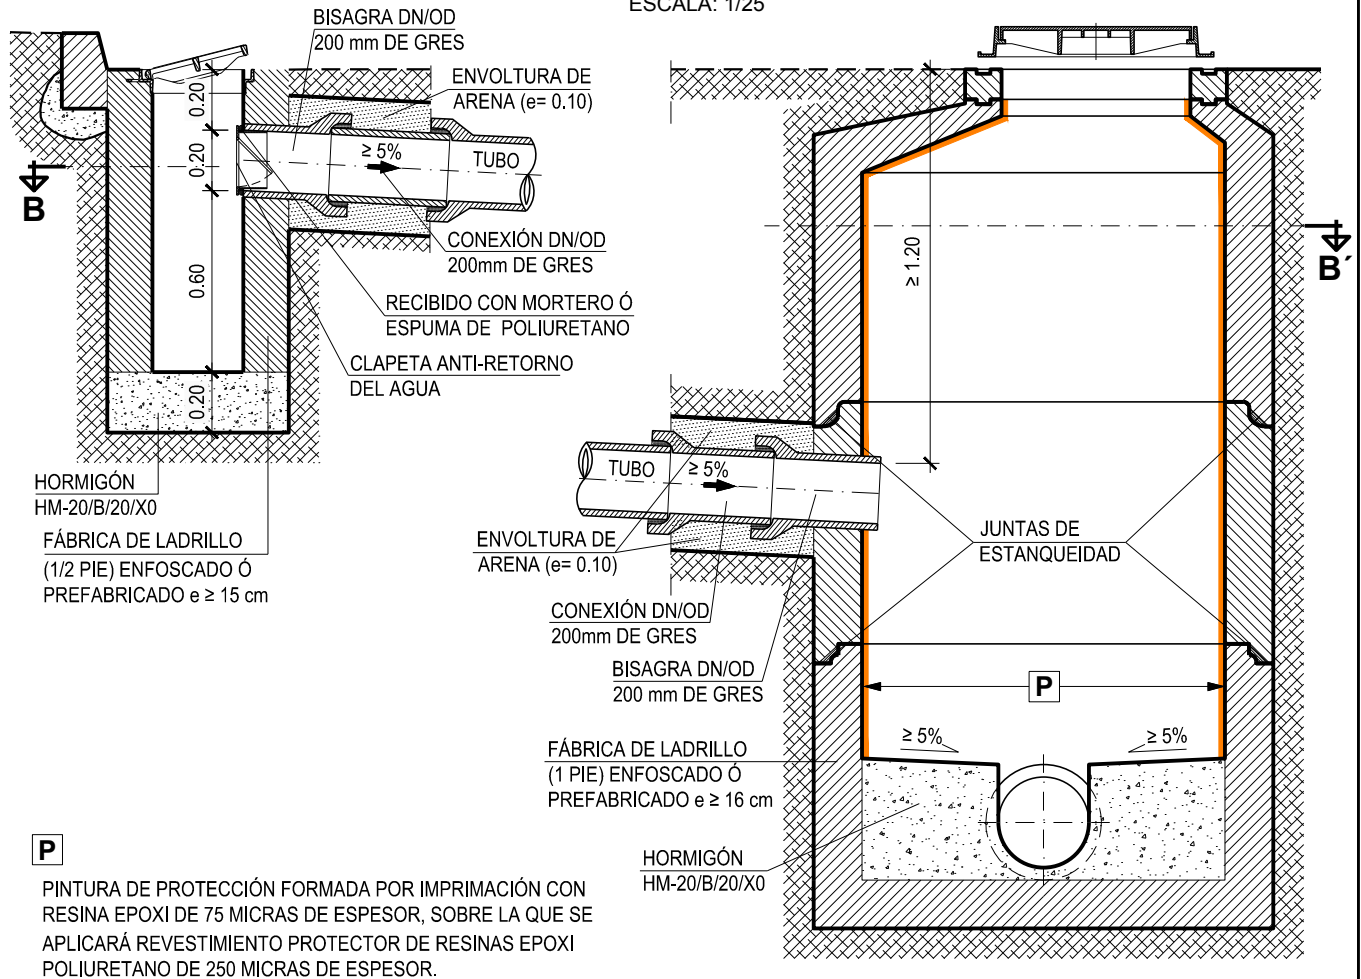 ESCALA: 1/25
BISAGRA DN/OD
200 mm DE GRES
ENVOLTURA DE
ARENA (e= 0.10)
0.20
0.20
0.60
0.20
≥ 5%
TUBO
B
CONEXIÓN DN/OD
200mm DE GRES
RECIBIDO CON MORTERO Ó
ESPUMA DE POLIURETANO
CLAPETA ANTI-RETORNO
DEL AGUA
HORMIGÓN
HM-20/B/20/X0
FÁBRICA DE LADRILLO
(1/2 PIE) ENFOSCADO Ó
PREFABRICADO e ≥ 15 cm
≥ 1.20
B´
TUBO
≥ 5%
ENVOLTURA DE
ARENA (e= 0.10)
JUNTAS DE
ESTANQUEIDAD
CONEXIÓN DN/OD
200mm DE GRES
BISAGRA DN/OD
200 mm DE GRES
P
≥ 5%
≥ 5%
FÁBRICA DE LADRILLO
(1 PIE) ENFOSCADO Ó
PREFABRICADO e ≥ 16 cm
HORMIGÓN
HM-20/B/20/X0
P
PINTURA DE PROTECCIÓN FORMADA POR IMPRIMACIÓN CON
RESINA EPOXI DE 75 MICRAS DE ESPESOR, SOBRE LA QUE SE
APLICARÁ REVESTIMIENTO PROTECTOR DE RESINAS EPOXI
POLIURETANO DE 250 MICRAS DE ESPESOR.